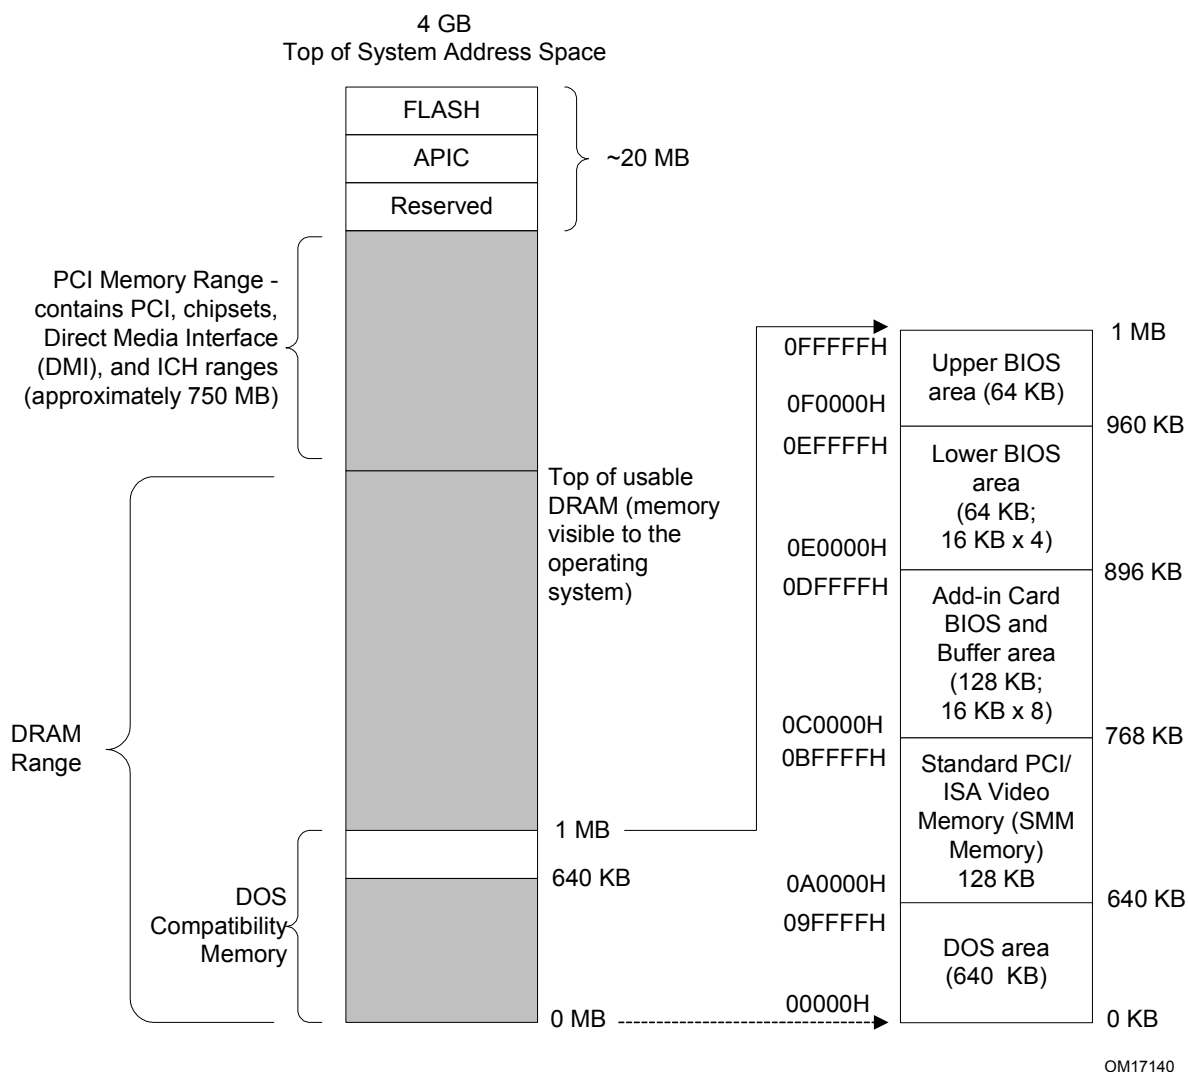 4 GB
Top of System Address Space
FLASH
APIC
Reserved
~20 MB
PCI Memory Range -
contains PCI, chipsets,
Direct Media Interface
(DMI), and ICH ranges
(approximately 750 MB)
Top of usable
DRAM (memory
visible to the
operating
system)
DRAM
Range
1 MB
640 KB
DOS
Compatibility
Memory
0 MB
0FFFFFH
1 MB
Upper BIOS
area (64 KB)
0F0000H
960 KB
0EFFFFH
Lower BIOS
area
(64 KB;
16 KB x 4)
0E0000H
896 KB
0DFFFFH
Add-in Card
BIOS and
Buffer area
(128 KB;
16 KB x 8)
0C0000H
768 KB
0BFFFFH
Standard PCI/
ISA Video
Memory (SMM
Memory)
128 KB
0A0000H
640 KB
09FFFFH
DOS area
(640 KB)
00000H
0 KB
OM17140